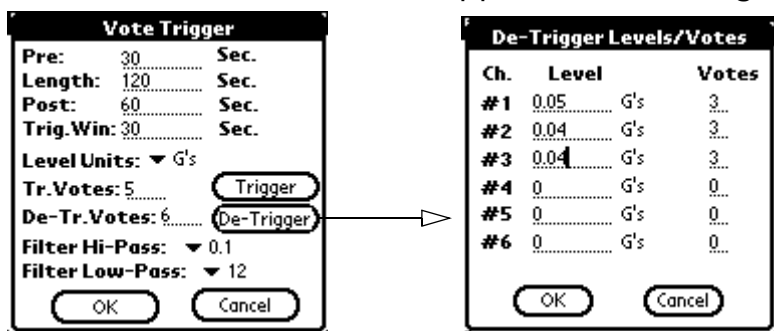 Vote Trigger
Pre: 30 Sec.
Length: 120 Sec.
Post: 60 Sec.
Trig.Win: 30 Sec.
Level Units: G's
Tr.Votes: 5 Trigger
De-Tr.Votes: 6 De-Trigger
Filter Hi-Pass: 0.1
Filter Low-Pass: 12
OK Cancel
De-Trigger Levels/Votes
Ch. Level Votes
#1 0.05 G's 3
#2 0.04 G's 3
#3 0.04 G's 3
#4 0 G's 0
#5 0 G's 0
#6 0 G's 0
OK Cancel